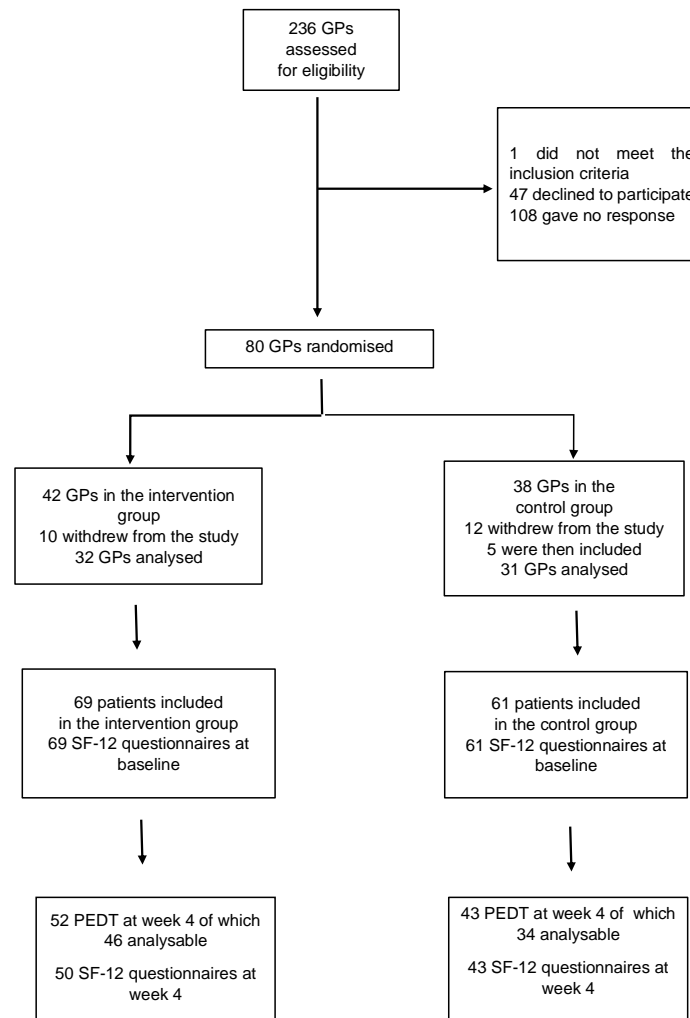 236 GPs
assessed
for eligibility
1 did not meet the
inclusion criteria
47 declined to participate
108 gave no response
80 GPs randomised
42 GPs in the intervention
group
10 withdrew from the study
32 GPs analysed
38 GPs in the
control group
12 withdrew from the study
5 were then included
31 GPs analysed
69 patients included
in the intervention group
69 SF-12 questionnaires at
baseline
61 patients included
in the control group
61 SF-12 questionnaires at
baseline
52 PEDT at week 4 of which
46 analysable
50 SF-12 questionnaires at
week 4
43 PEDT at week 4 of which
34 analysable
43 SF-12 questionnaires at
week 4